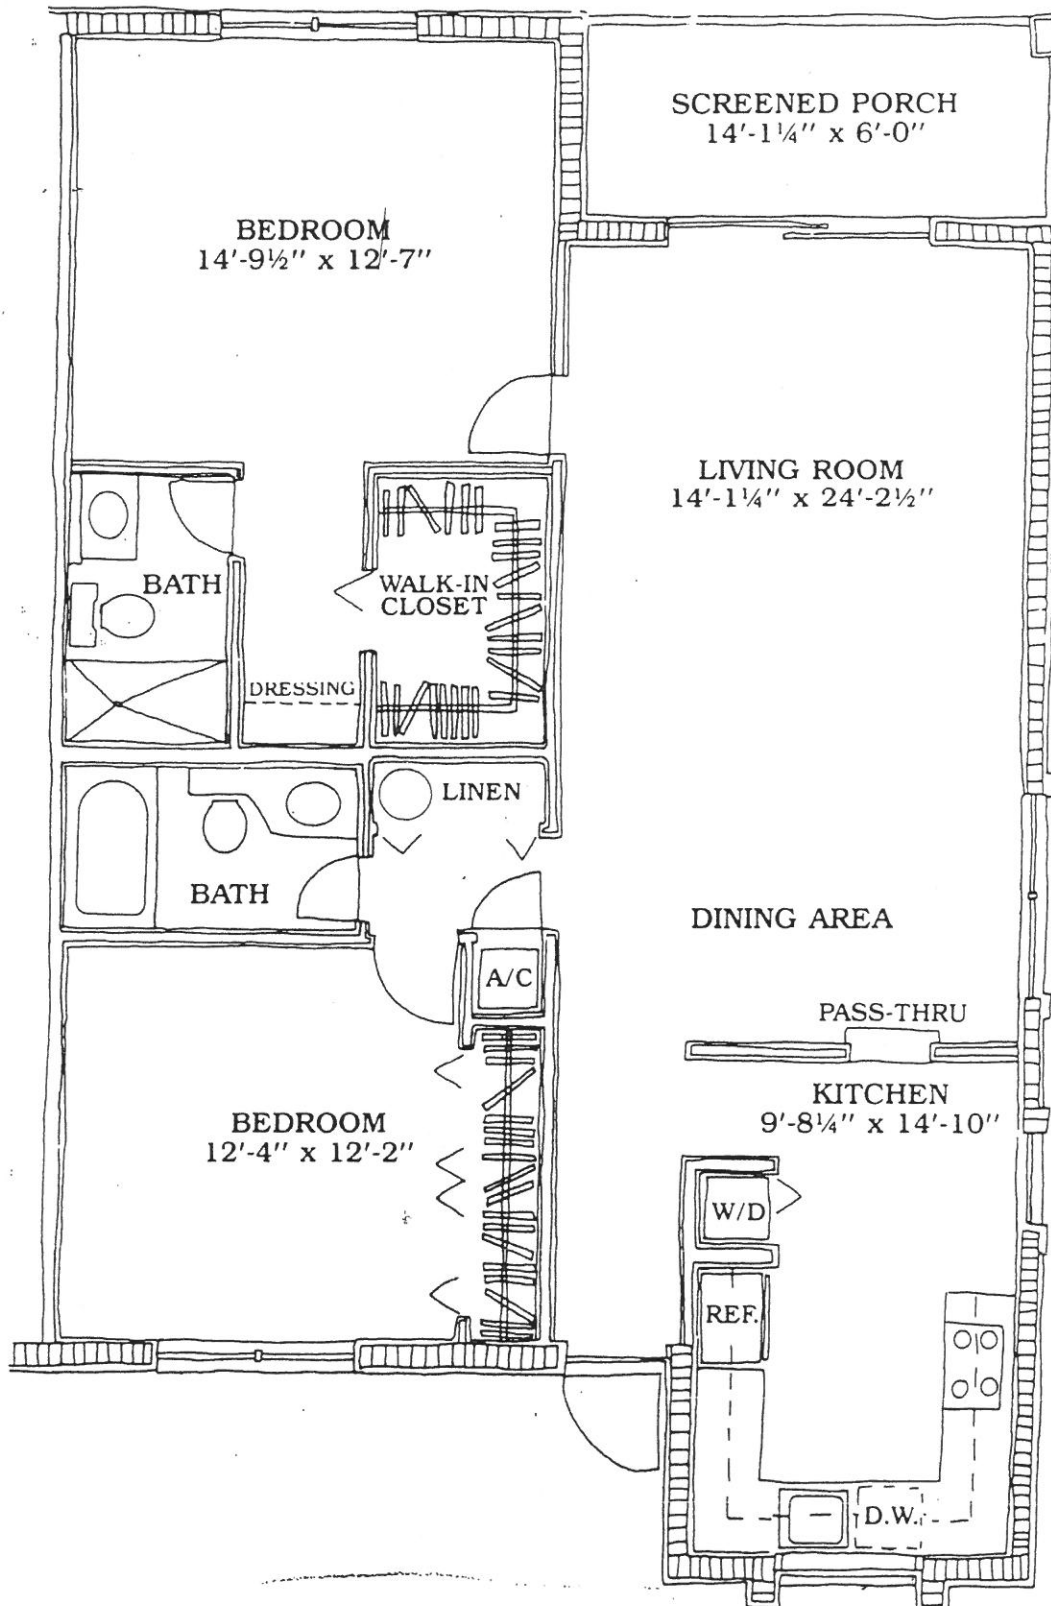 SCREENED PORCH
14'-1¼" x 6'-0"
BEDROOM
14'-9½" x 12'-7"
LIVING ROOM
14'-1¼" x 24'-2½"
BATH
WALK-IN
CLOSET
DRESSING
LINEN
BATH
DINING AREA
A/C
PASS-THRU
KITCHEN
9'-8¼" x 14'-10"
BEDROOM
12'-4" x 12'-2"
W/D
REF.
D.W.